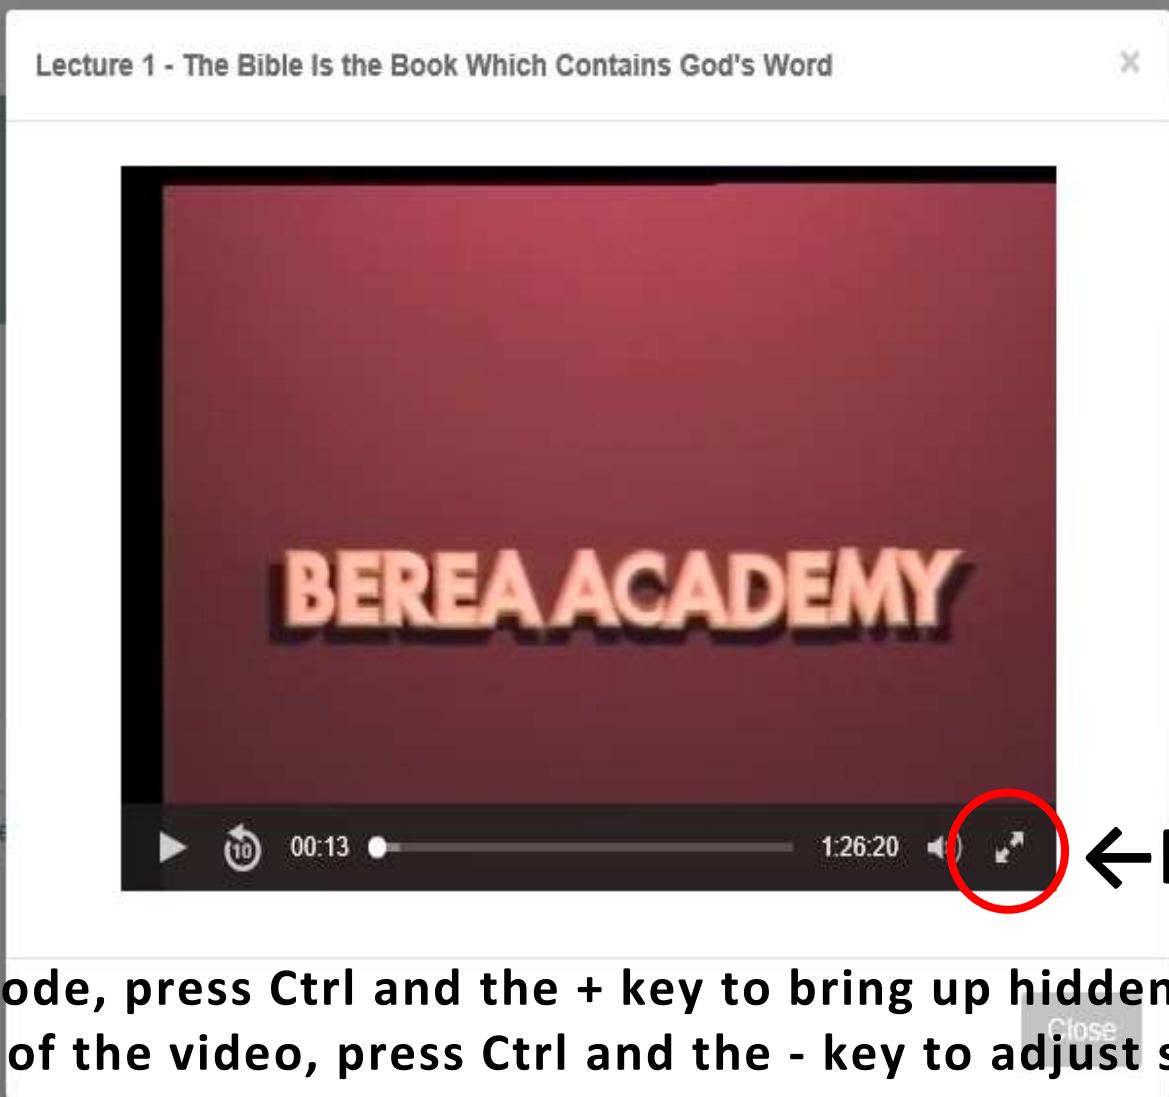 Lecture 1 - The Bible Is the Book Which Contains God's Word
×
BEREA ACADEMY
10 00:13 1:26:20
ode, press Ctrl and the + key to bring up hidden
Close
of the video, press Ctrl and the - key to adjust s